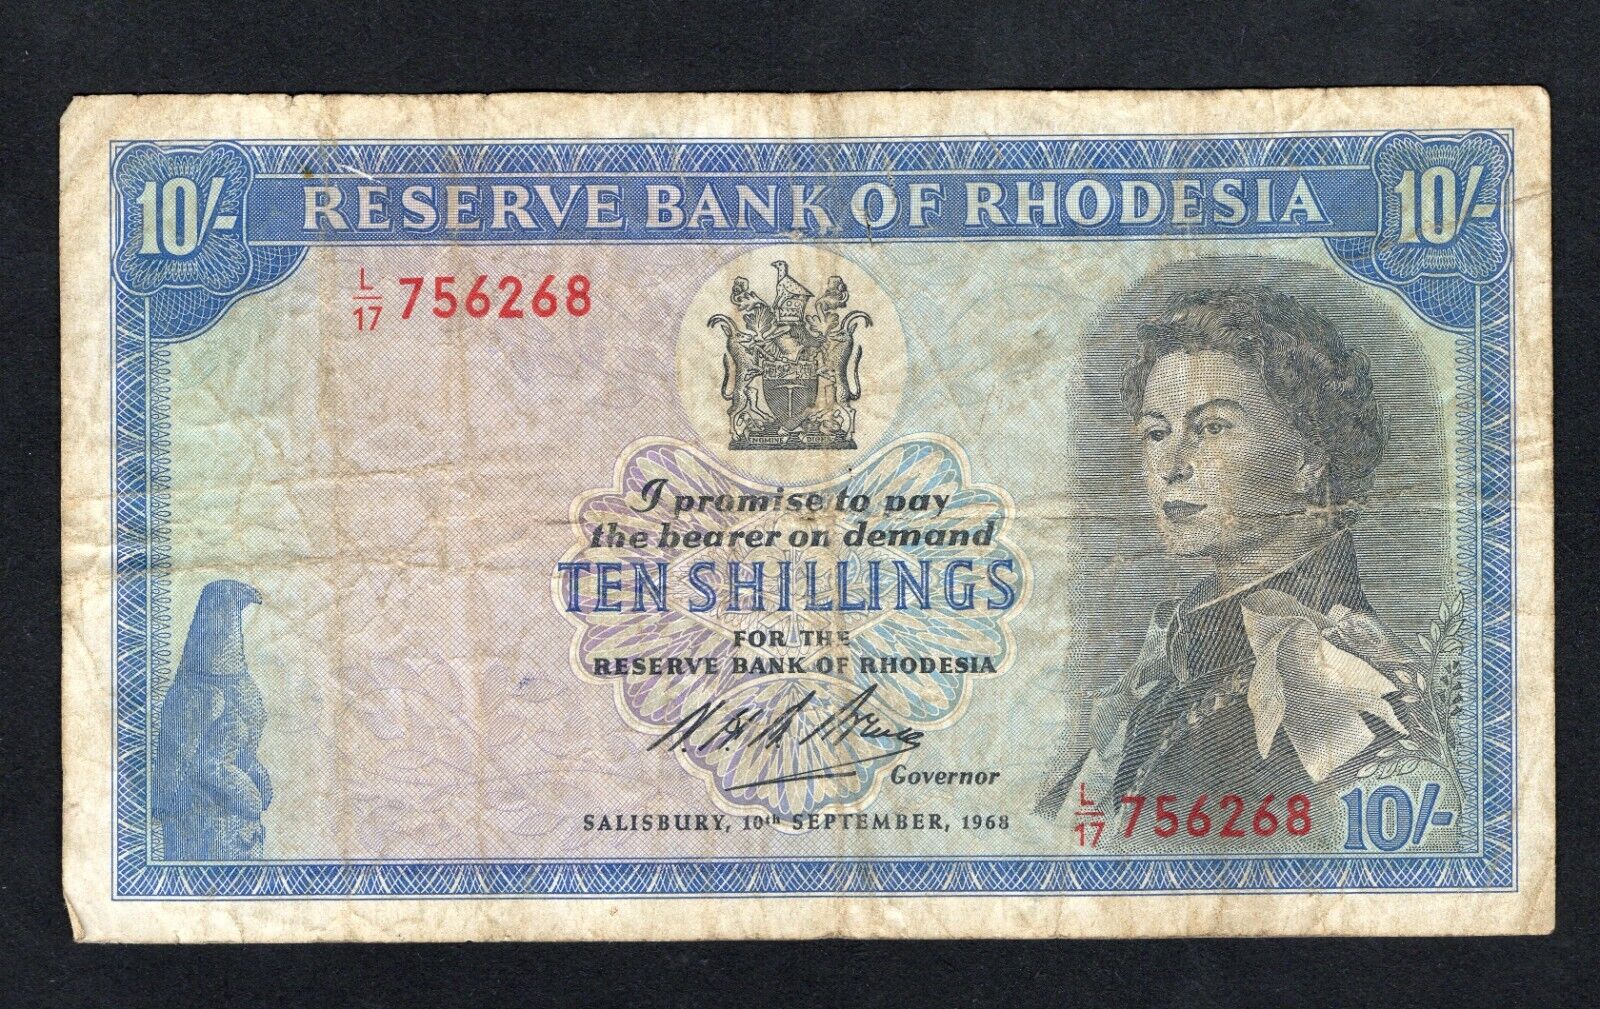 10/- RESERVE BANK OF RHODESIA 10/-
L/17 756268
I promise to pay
the bearer on demand
TEN SHILLINGS
FOR THE
RESERVE BANK OF RHODESIA
Governor
SALISBURY, 10th SEPTEMBER, 1968
L/17 756268 10/-